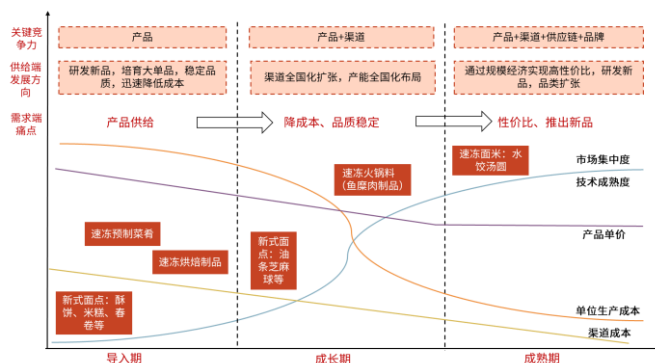 关键竞
争力
产品
产品+渠道
产品+渠道+供应链+品牌
供给端
发展方
向
研发新品，培育大单品，稳定品
质，迅速降低成本
渠道全国化扩张，产能全国化布局
通过规模经济实现高性价比，研发新
品，品类扩张
需求端
痛点
产品供给
降成本、品质稳定
性价比、推出新品
速冻面米：水
饺汤圆
市场集中度
速冻火锅料
（鱼糜肉制品）
技术成熟度
速冻预制菜肴
产品单价
新式面
点：油
条芝麻
球等
速冻烘焙制品
新式面点：酥
饼、米糕、春
卷等
单位生产成本
渠道成本
导入期
成长期
成熟期